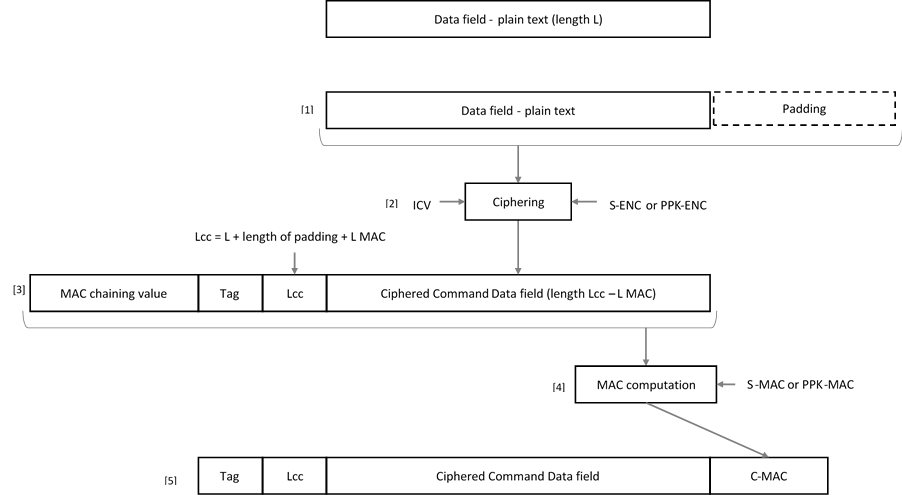 Data field - plain text (length L)
[1] Data field - plain text Padding
[2] ICV Ciphering S-ENC or PPK-ENC
Lcc = L + length of padding + L MAC
[3] MAC chaining value Tag Lcc Ciphered Command Data field (length Lcc – L MAC)
[4] MAC computation S-MAC or PPK-MAC
[5] Tag Lcc Ciphered Command Data field C-MAC